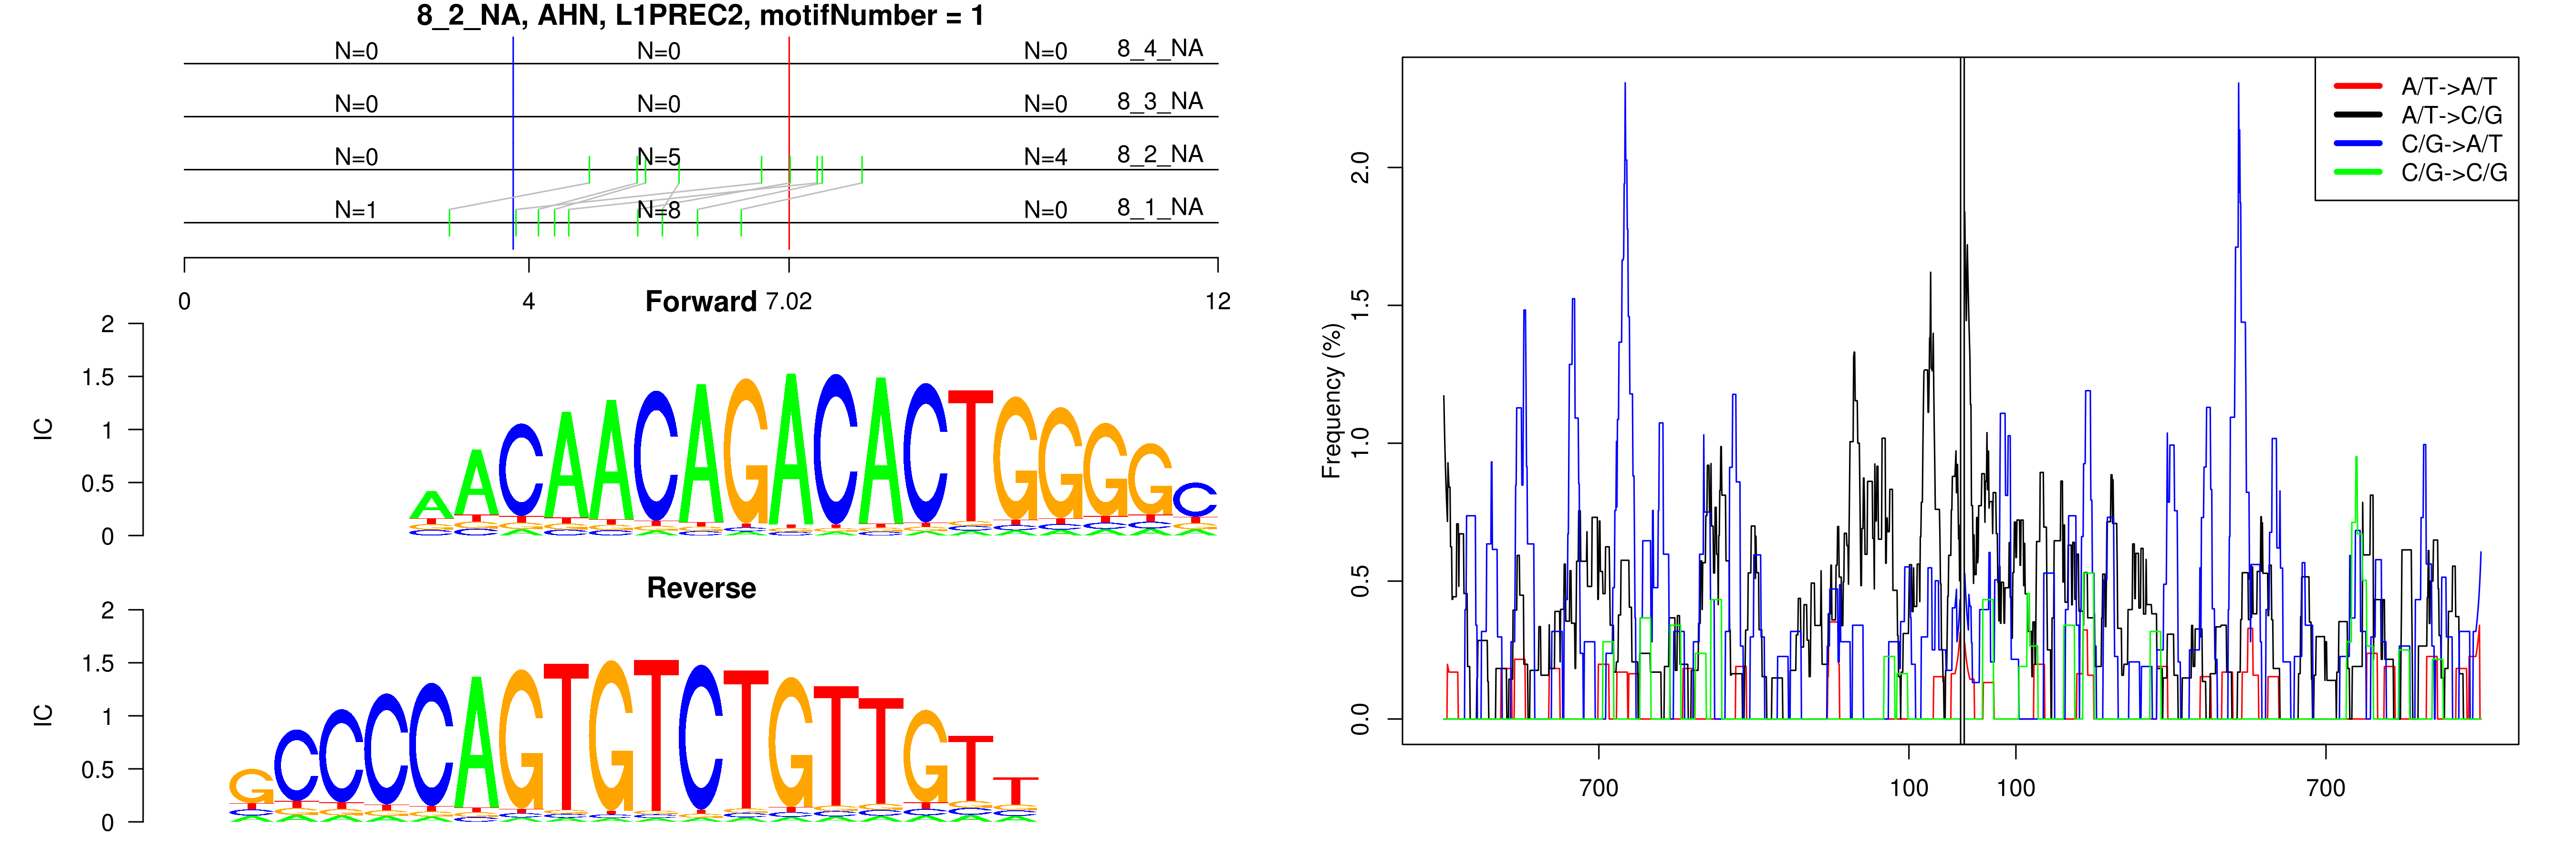 8_2_NA, AHN, L1PREC2, motifNumber = 1
N=0 N=0 N=0 8_4_NA
N=0 N=0 N=0 8_3_NA
N=0 N=5 N=4 8_2_NA
N=1 N=8 N=0 8_1_NA
0 4 7.02 12
Forward
IC
2
1.5
1
0.5
0
AACAACAGACACTGGGGC
Reverse
IC
2
1.5
1
0.5
0
GCCCCAGTGTCTGTTGTT
Frequency (%)
2.0
1.5
1.0
0.5
0.0
700 100 100 700
A/T->A/T
A/T->C/G
C/G->A/T
C/G->C/G